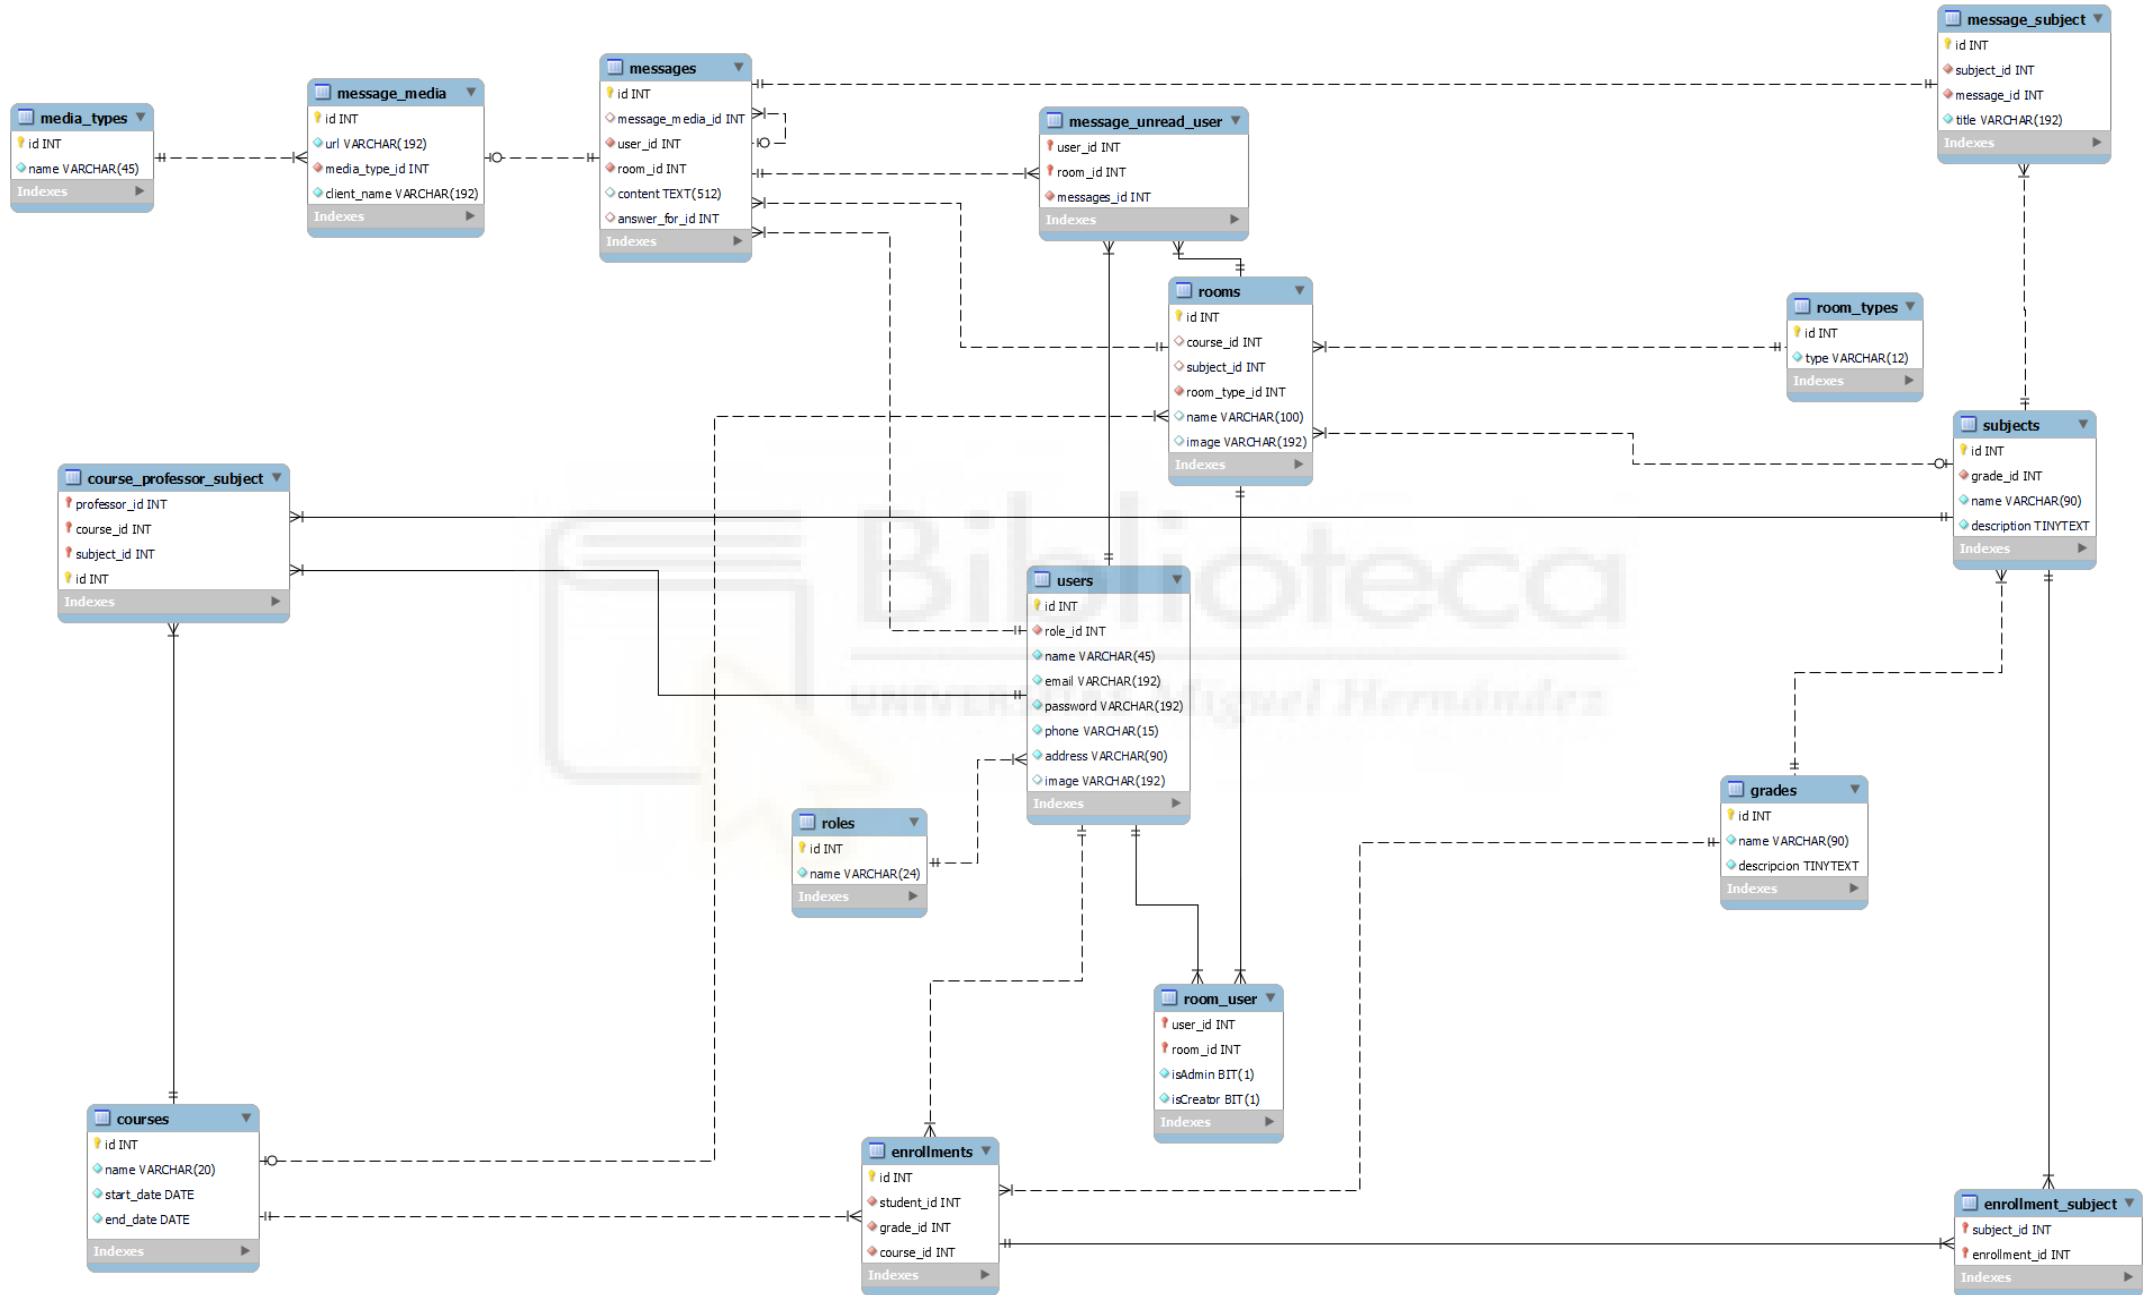 media_types
id INT
name VARCHAR(45)
Indexes
message_media
id INT
url VARCHAR(192)
media_type_id INT
client_name VARCHAR(192)
Indexes
messages
id INT
message_media_id INT
user_id INT
room_id INT
content TEXT(512)
answer_for_id INT
Indexes
message_unread_user
user_id INT
room_id INT
messages_id INT
Indexes
message_subject
id INT
subject_id INT
message_id INT
title VARCHAR(192)
Indexes
rooms
id INT
course_id INT
subject_id INT
room_type_id INT
name VARCHAR(100)
image VARCHAR(192)
Indexes
room_types
id INT
type VARCHAR(12)
Indexes
subjects
id INT
grade_id INT
name VARCHAR(90)
description TINYTEXT
Indexes
course_professor_subject
professor_id INT
course_id INT
subject_id INT
id INT
Indexes
Biblioteca
UNIVERSITAS Miguel Hernández
users
id INT
role_id INT
name VARCHAR(45)
email VARCHAR(192)
password VARCHAR(192)
phone VARCHAR(15)
address VARCHAR(90)
image VARCHAR(192)
Indexes
roles
id INT
name VARCHAR(24)
Indexes
grades
id INT
name VARCHAR(90)
descripcion TINYTEXT
Indexes
room_user
user_id INT
room_id INT
isAdmin BIT(1)
isCreator BIT(1)
Indexes
courses
id INT
name VARCHAR(20)
start_date DATE
end_date DATE
Indexes
enrollments
id INT
student_id INT
grade_id INT
course_id INT
Indexes
enrollment_subject
subject_id INT
enrollment_id INT
Indexes